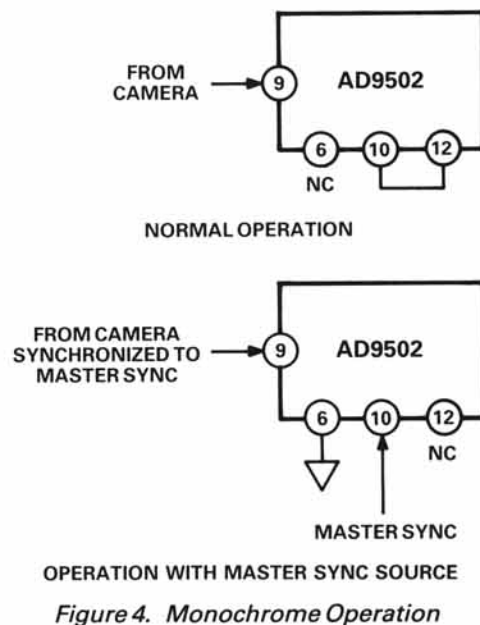 FROM
CAMERA
9
AD9502
6
10
12
NC
NORMAL OPERATION
FROM CAMERA
SYNCHRONIZED TO
MASTER SYNC
9
AD9502
6
10
12
NC
MASTER SYNC
OPERATION WITH MASTER SYNC SOURCE
Figure 4. Monochrome Operation